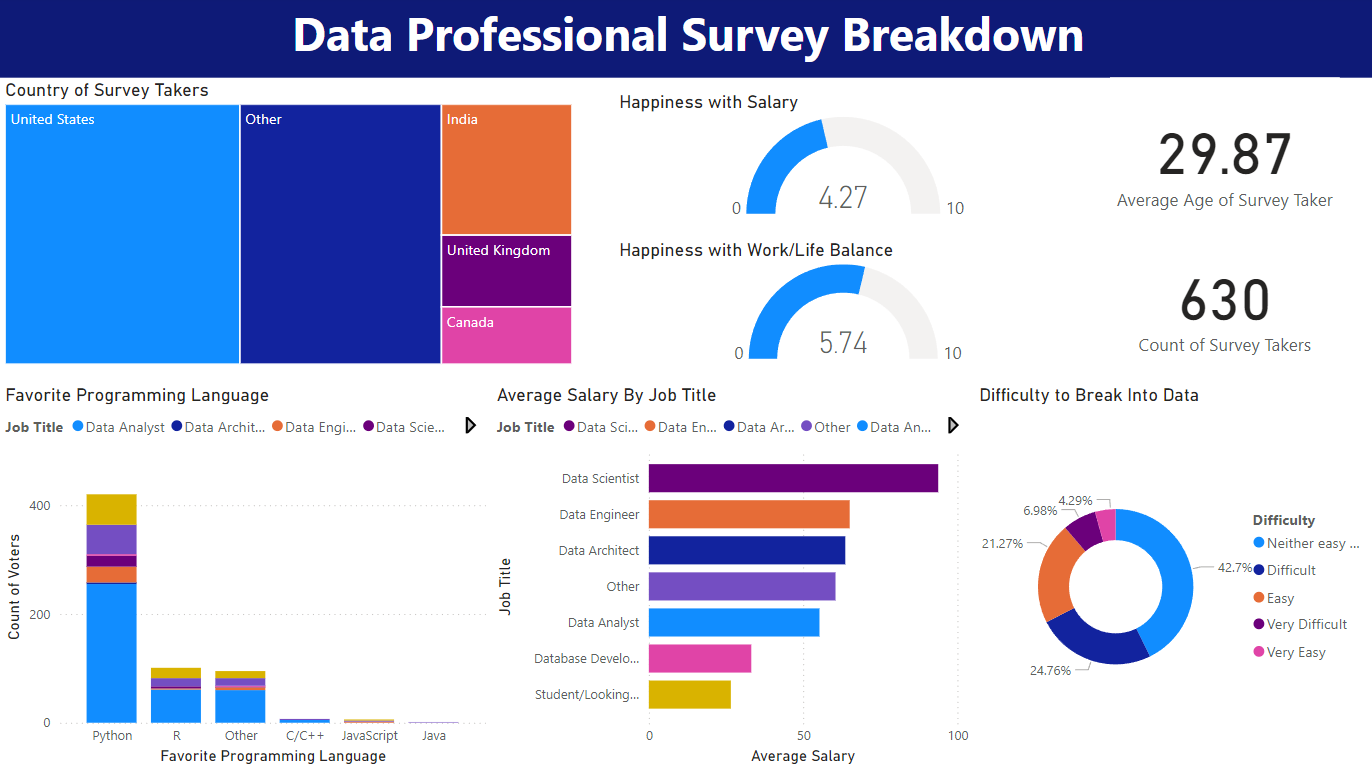 Data Professional Survey Breakdown
Country of Survey Takers
United States
Other
India
United Kingdom
Canada
Happiness with Salary
0
4.27
10
Happiness with Work/Life Balance
0
5.74
10
29.87
Average Age of Survey Taker
630
Count of Survey Takers
Favorite Programming Language
Job Title Data Analyst Data Archit... Data Engi... Data Scie...
Count of Voters
400
200
0
Python R Other C/C++ JavaScript Java
Favorite Programming Language
Average Salary By Job Title
Job Title Data Sci... Data En... Data Ar... Other Data An...
Job Title
Data Scientist
Data Engineer
Data Architect
Other
Data Analyst
Database Develo...
Student/Looking...
0 50 100
Average Salary
Difficulty to Break Into Data
4.29%
6.98%
21.27%
42.7%
24.76%
Difficulty
Neither easy ...
Difficult
Easy
Very Difficult
Very Easy